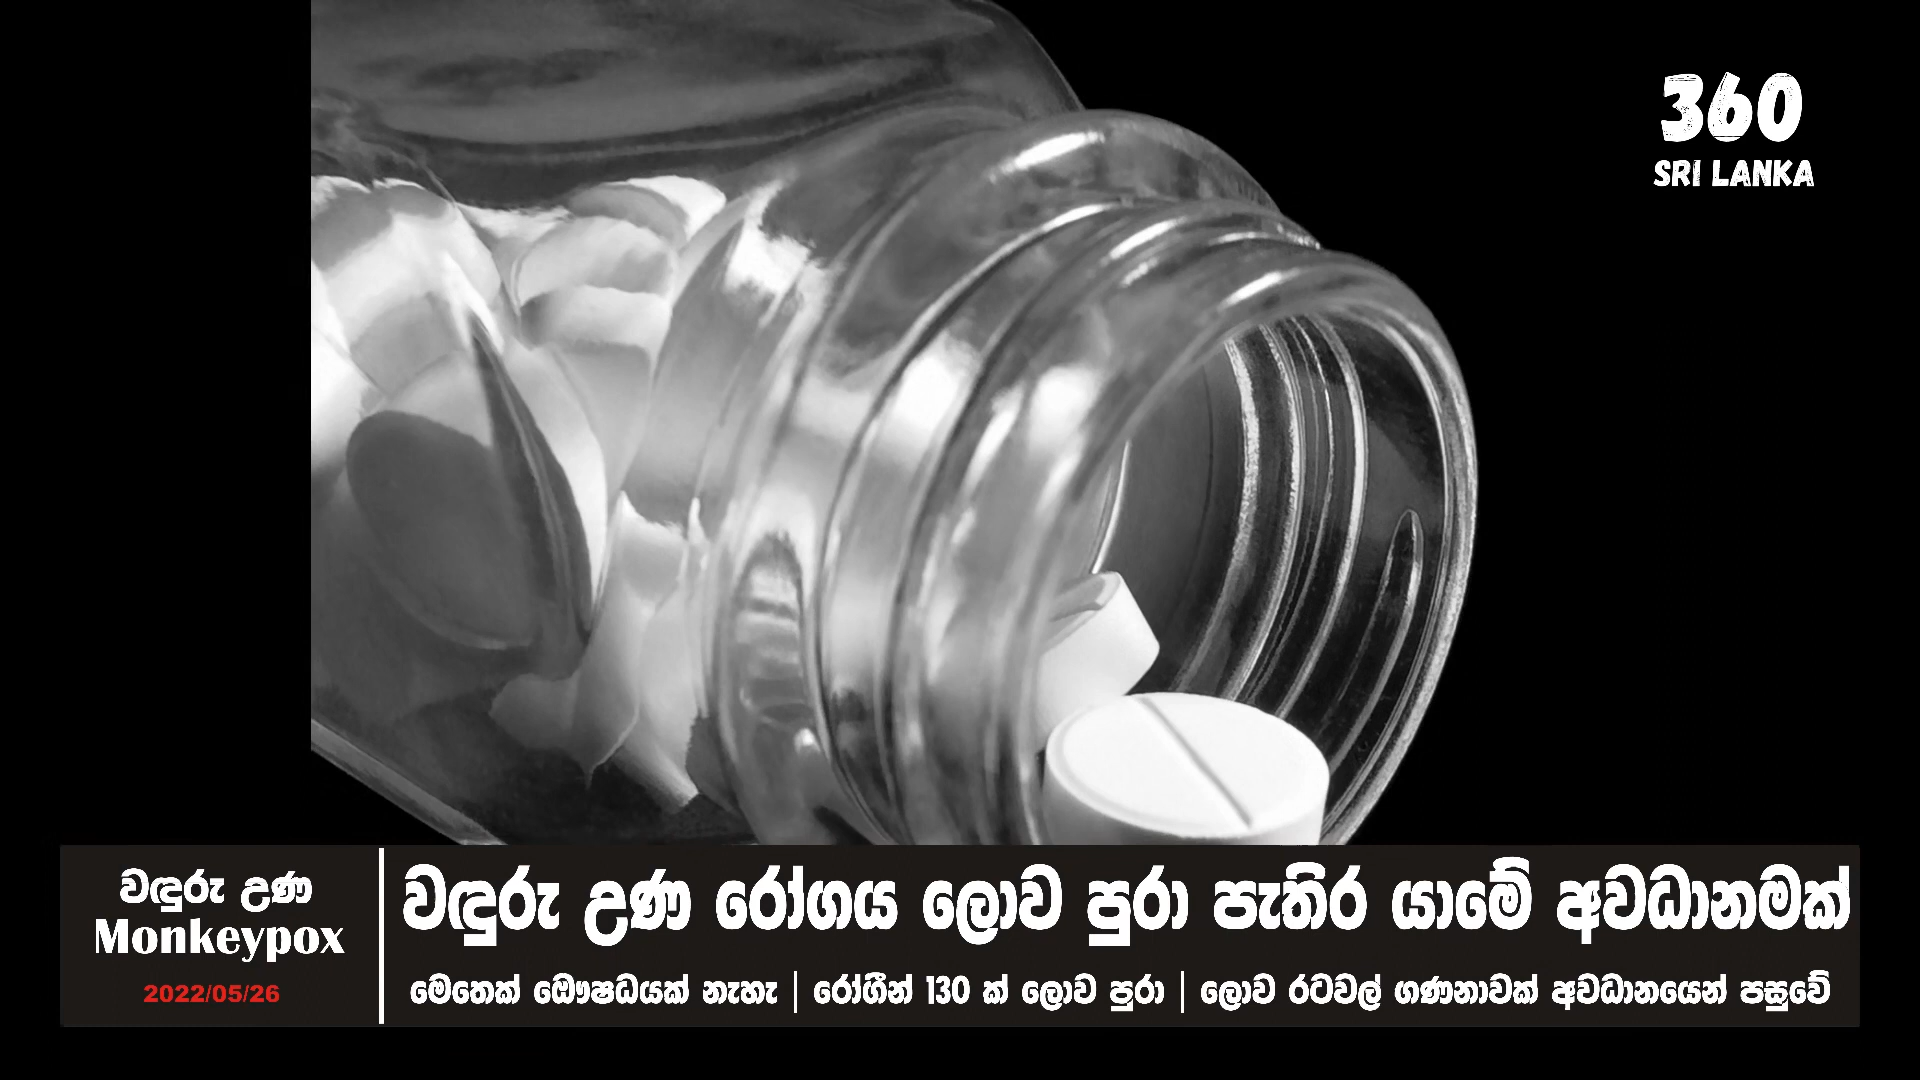 360
SRI LANKA
වඳුරු උණ
Monkeypox
2022/05/26
වඳුරු උණ රෝගය ලොව පුරා පැතිර යාමේ අවධානමක්
මෙතෙක් ඖෂධයක් නැහැ | රෝගීන් 130 ක් ලොව පුරා | ලොව රටවල් ගණනාවක් අවධානයෙන් පසුවේ